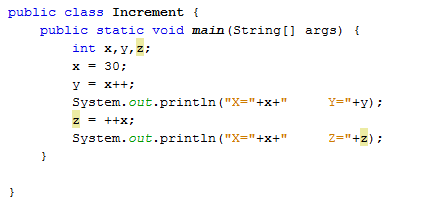 public class Increment {
    public static void main(String[] args) {
        int x,y,z;
        x = 30;
        y = x++;
        System.out.println("X="+x+"     Y="+y);
        z = ++x;
        System.out.println("X="+x+"     Z="+z);
    }
}